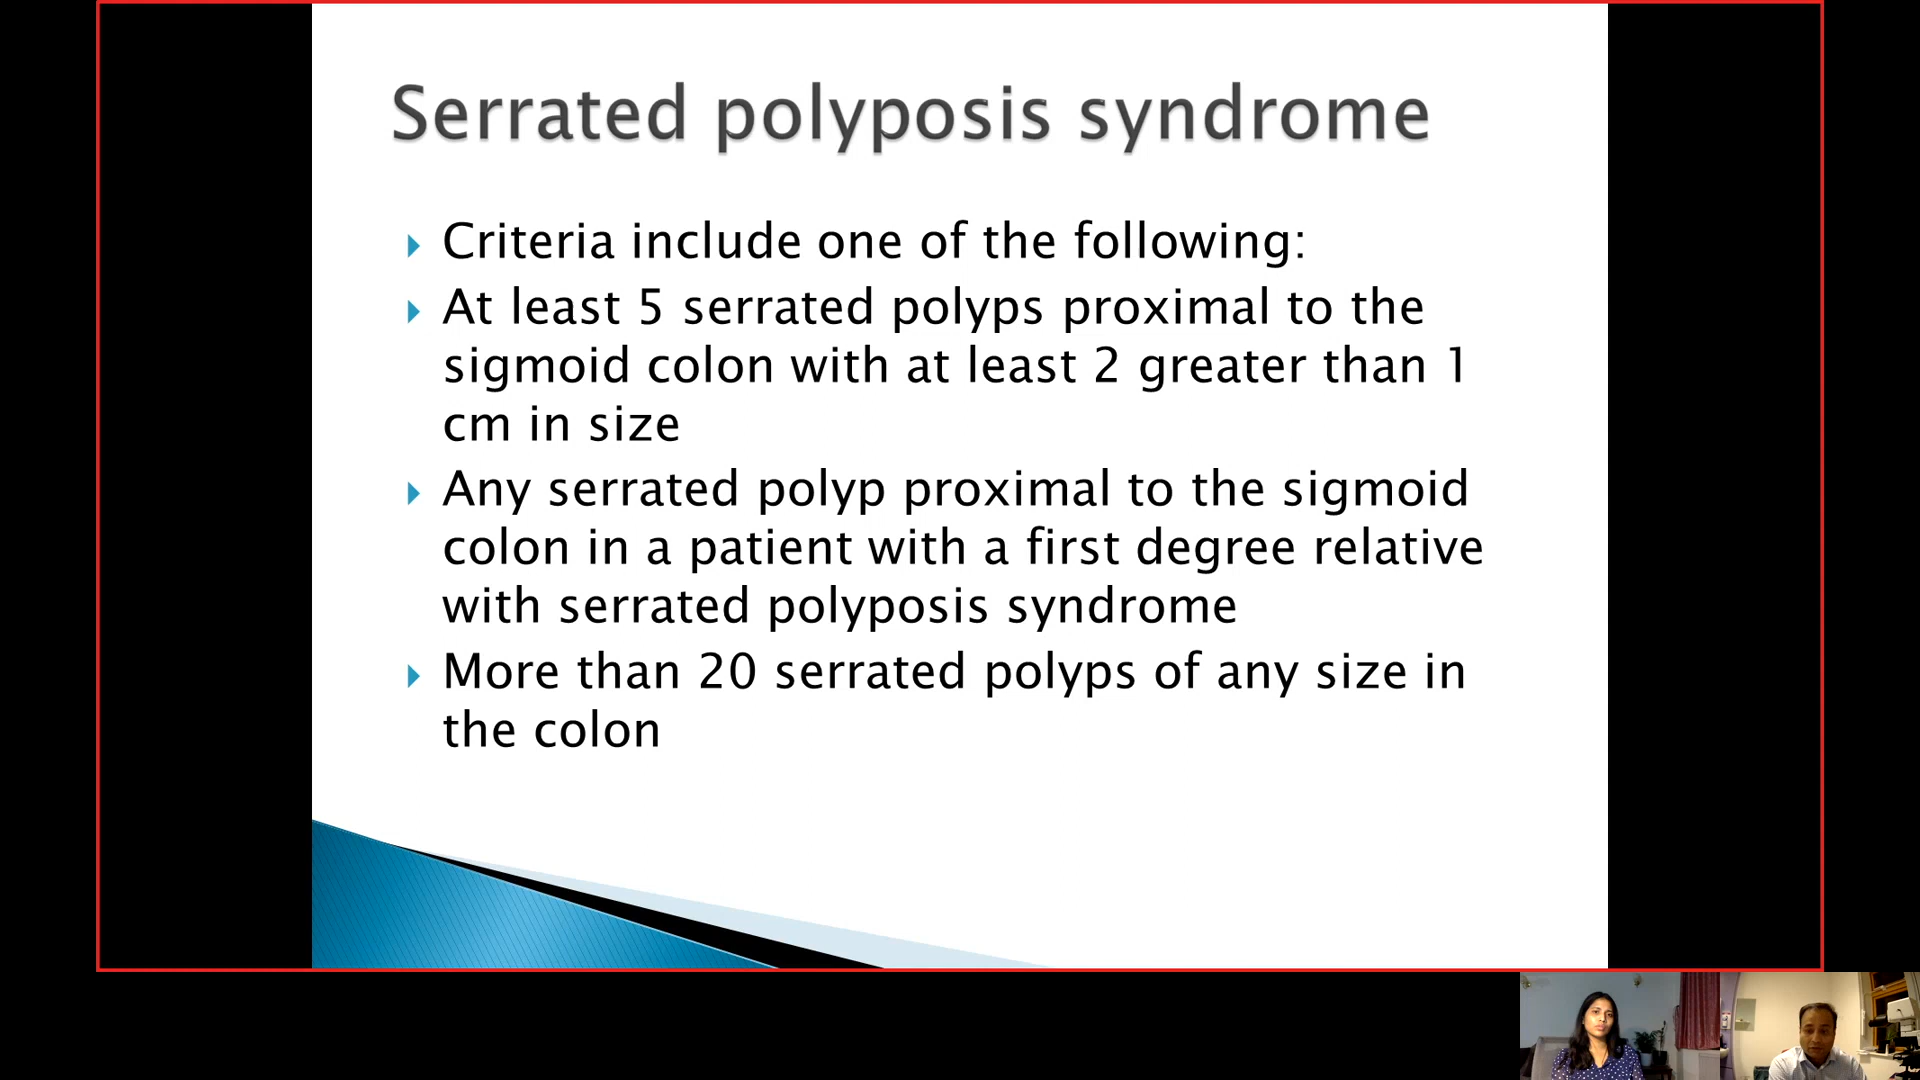 Serrated polyposis syndrome
Criteria include one of the following:
At least 5 serrated polyps proximal to the
sigmoid colon with at least 2 greater than 1
cm in size
Any serrated polyp proximal to the sigmoid
colon in a patient with a first degree relative
with serrated polyposis syndrome
More than 20 serrated polyps of any size in
the colon